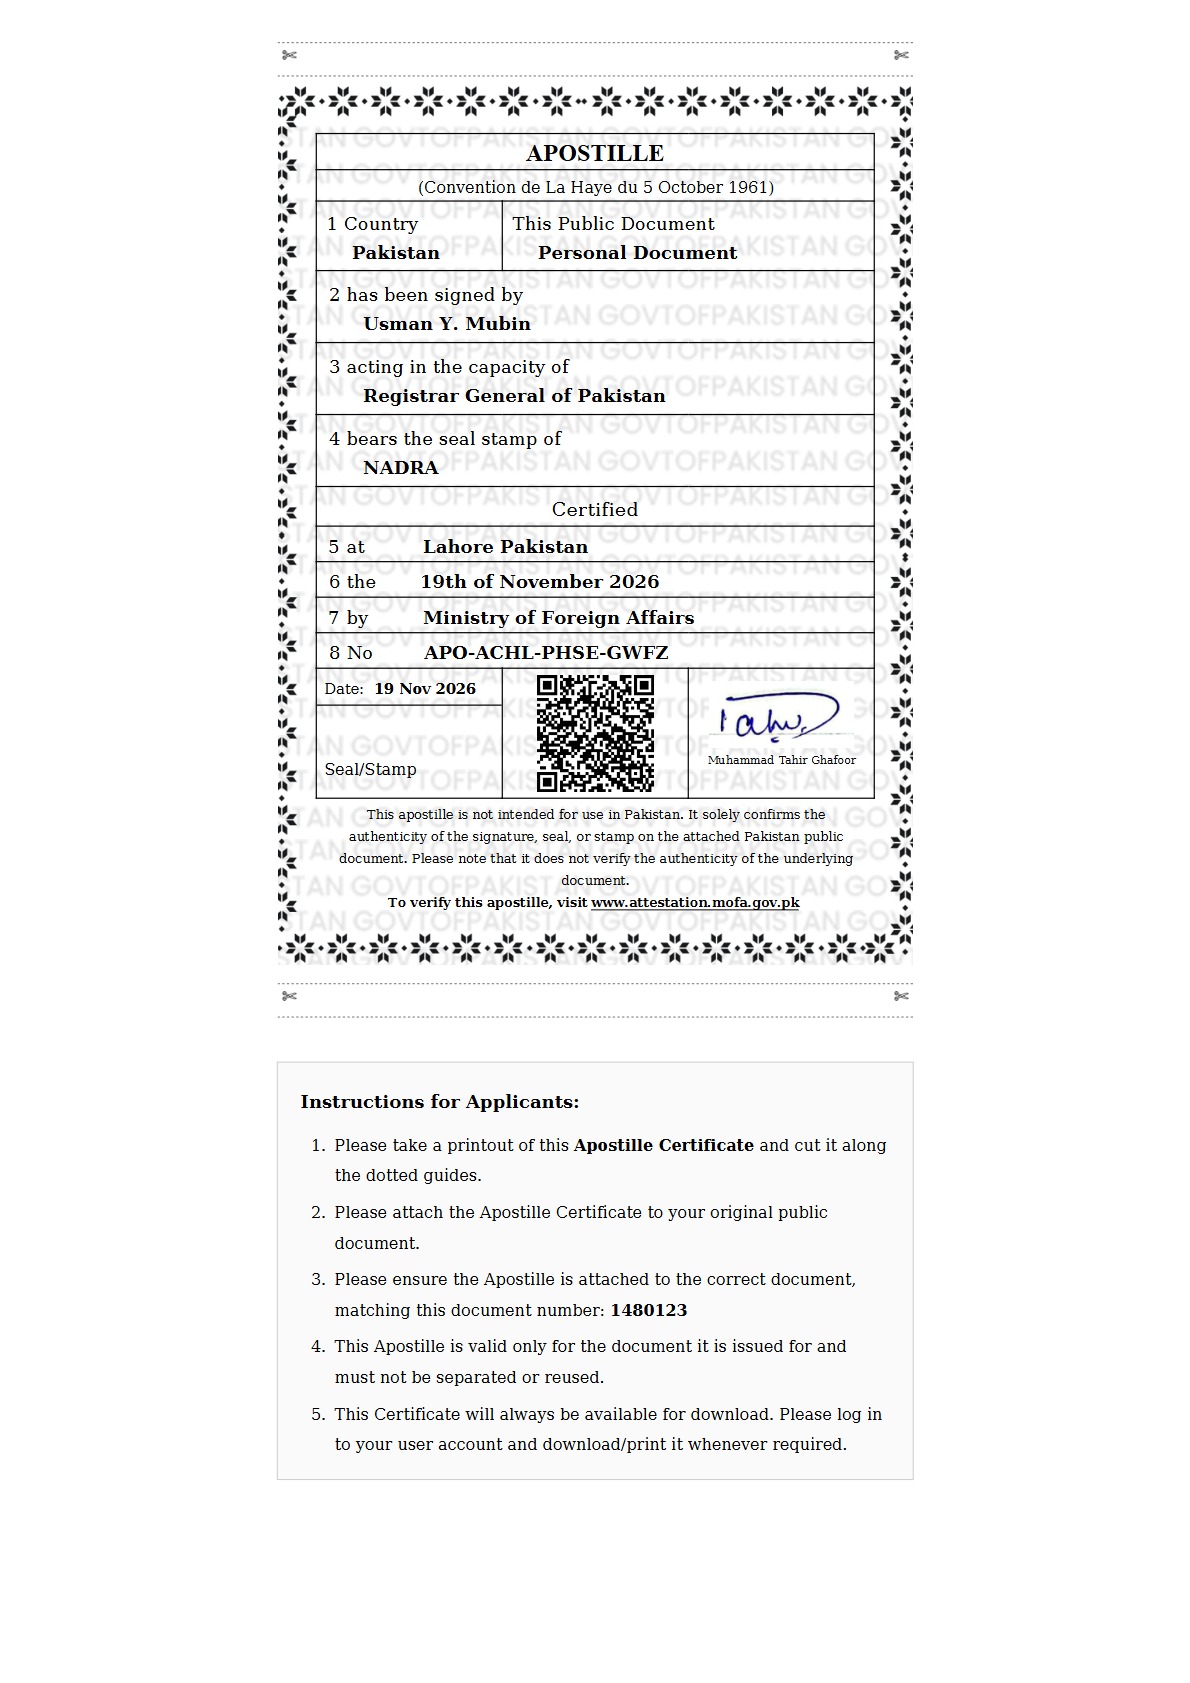 APOSTILLE
(Convention de La Haye du 5 October 1961)
1 Country
Pakistan
This Public Document
Personal Document
2 has been signed by
Usman Y. Mubin
3 acting in the capacity of
Registrar General of Pakistan
4 bears the seal stamp of
NADRA
Certified
5 at Lahore Pakistan
6 the 19th of November 2026
7 by Ministry of Foreign Affairs
8 No APO-ACHL-PHSE-GWFZ
Date: 19 Nov 2026
Seal/Stamp
Muhammad Tahir Ghafoor
This apostille is not intended for use in Pakistan. It solely confirms the
authenticity of the signature, seal, or stamp on the attached Pakistan public
document. Please note that it does not verify the authenticity of the underlying
document.
To verify this apostille, visit www.attestation.mofa.gov.pk
Instructions for Applicants:
1. Please take a printout of this Apostille Certificate and cut it along
the dotted guides.
2. Please attach the Apostille Certificate to your original public
document.
3. Please ensure the Apostille is attached to the correct document,
matching this document number: 1480123
4. This Apostille is valid only for the document it is issued for and
must not be separated or reused.
5. This Certificate will always be available for download. Please log in
to your user account and download/print it whenever required.